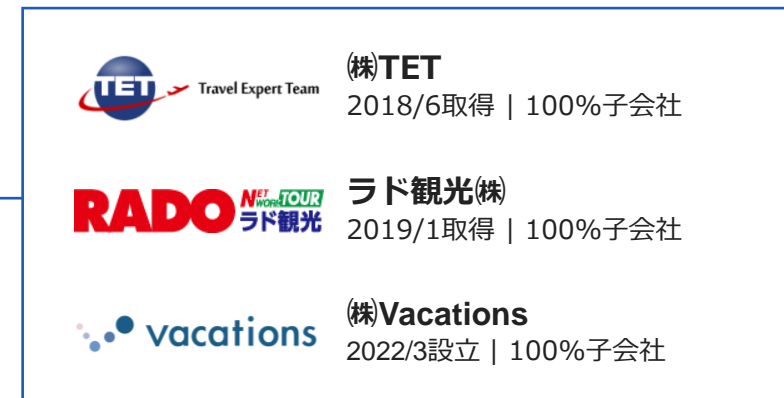 TET Travel Expert Team
㈱TET
2018/6取得 | 100%子会社
RADO NET WORK TOUR ラド観光
ラド観光㈱
2019/1取得 | 100%子会社
vacations
㈱Vacations
2022/3設立 | 100%子会社